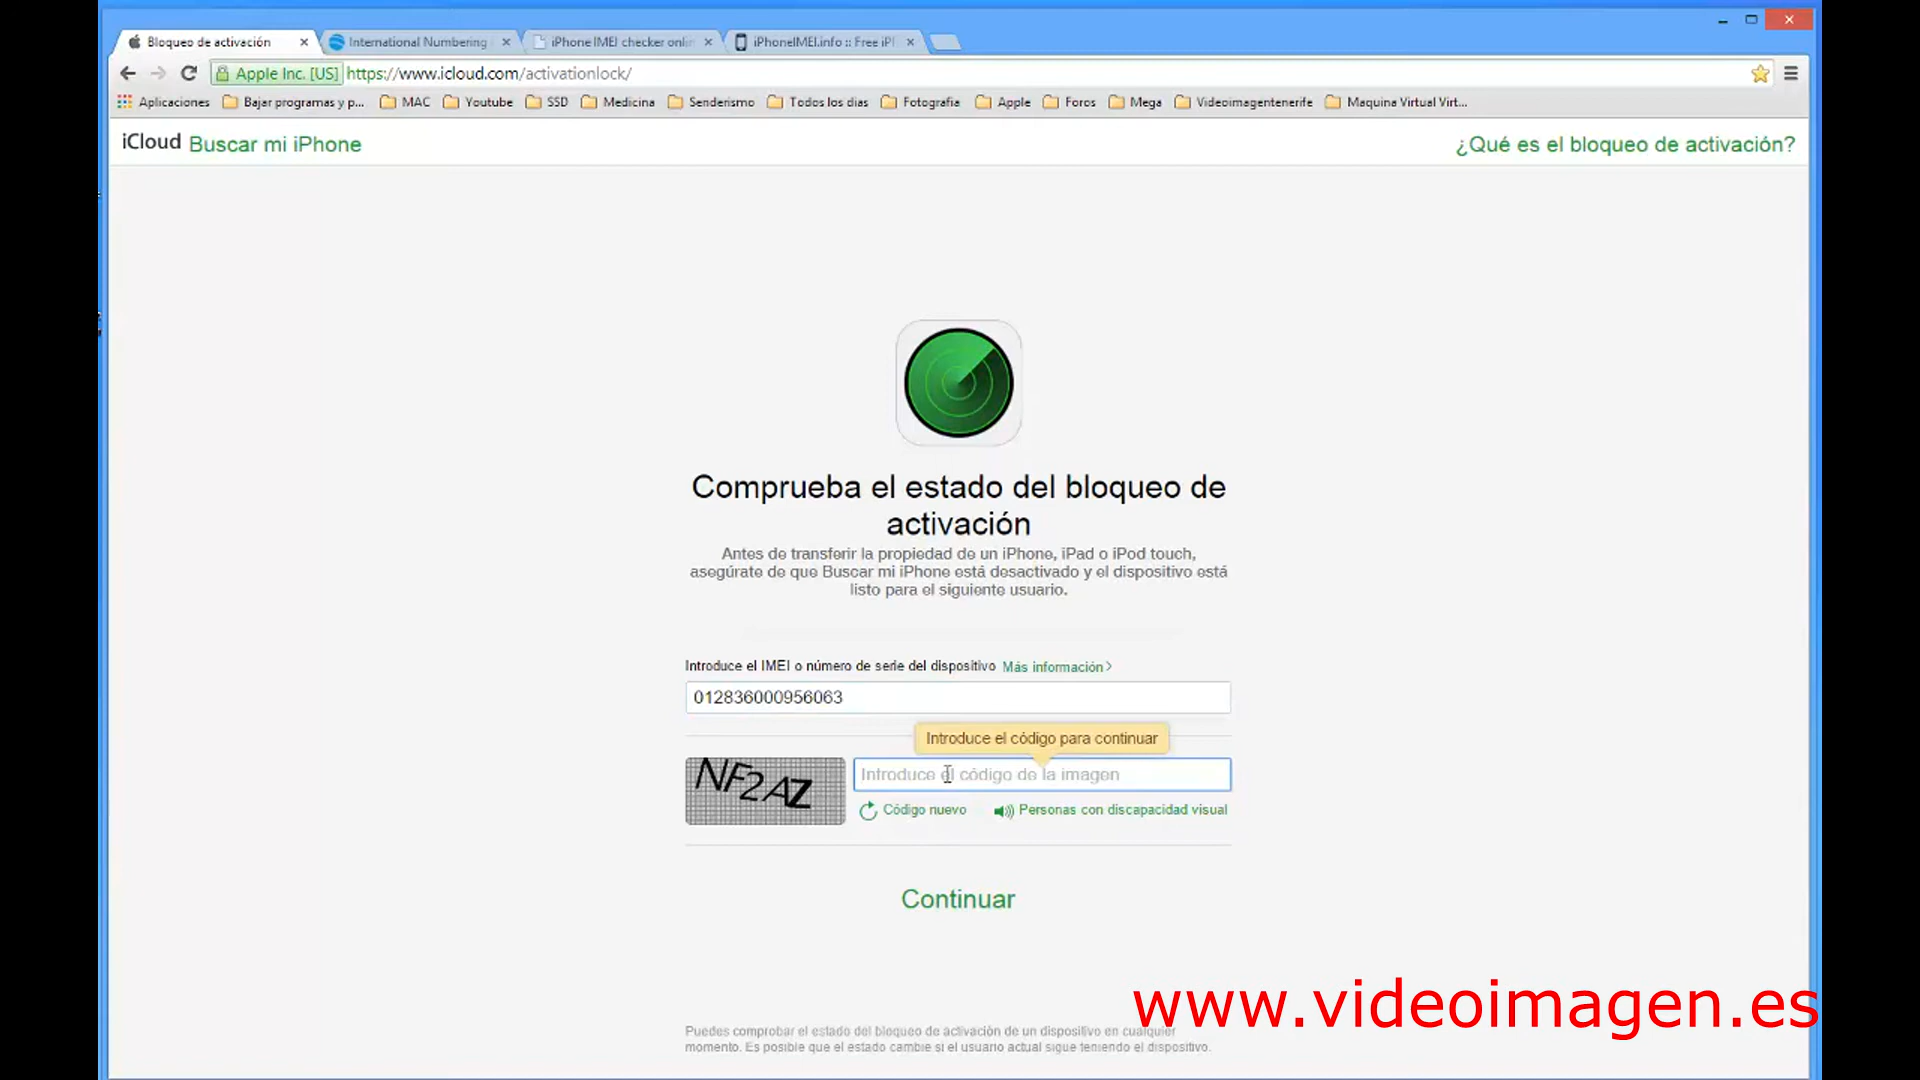 Bloqueo de activación
International Numbering
iPhone IMEI checker onlin
iPhoneIMEI.info :: Free iPl
Apple Inc. [US] https://www.icloud.com/activationlock/
Aplicaciones
Bajar programas y p...
MAC
Youtube
SSD
Medicina
Senderismo
Todos los dias
Fotografia
Apple
Foros
Mega
Videoimagentenerife
Maquina Virtual Virt...
iCloud Buscar mi iPhone
¿Qué es el bloqueo de activación?
Comprueba el estado del bloqueo de
activación
Antes de transferir la propiedad de un iPhone, iPad o iPod touch,
asegúrate de que Buscar mi iPhone está desactivado y el dispositivo está
listo para el siguiente usuario.
Introduce el IMEI o número de serie del dispositivo Más información>
012836000956063
Introduce el código para continuar
NF2AZ
Introduce el código de la imagen
Código nuevo
Personas con discapacidad visual
Continuar
www.videoimagen.es
Puedes comprobar el estado del bloqueo de activación de un dispositivo en cualquier
momento. Es posible que el estado cambie si el usuario actual sigue teniendo el dispositivo.